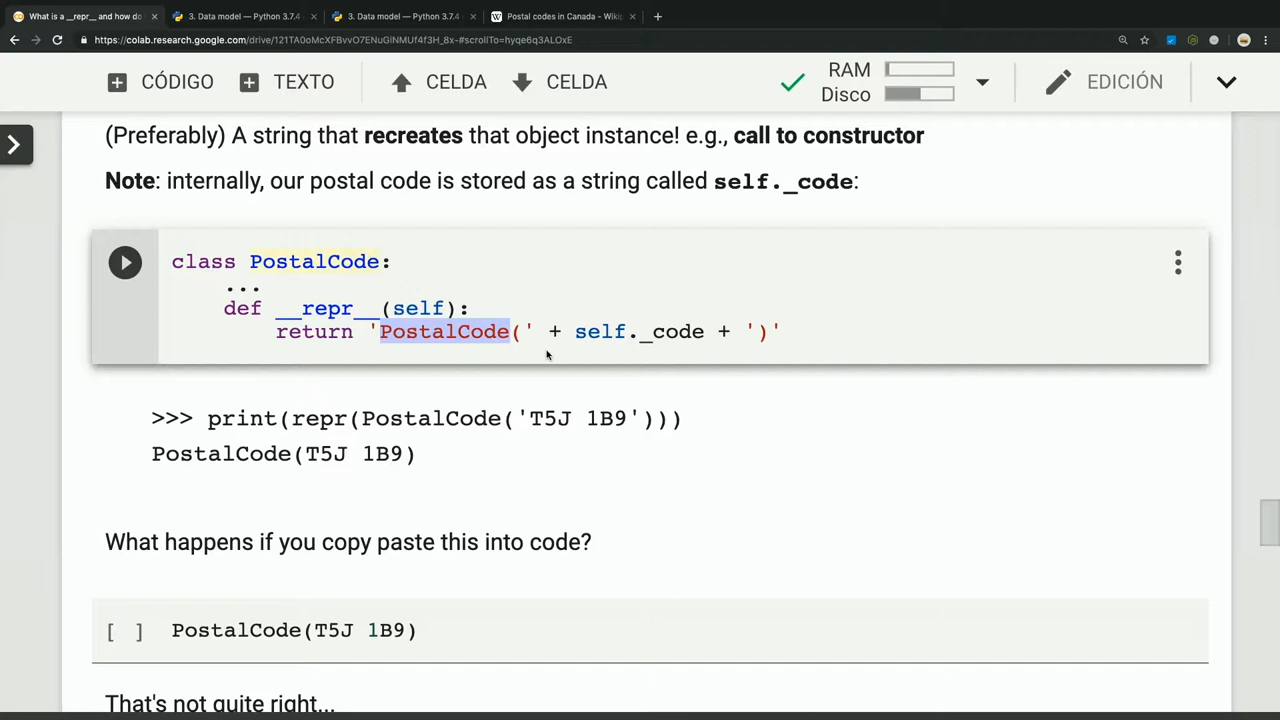 What is a __repr__ and how do
3. Data model — Python 3.7.4
3. Data model — Python 3.7.4
Postal codes in Canada - Wikip
https://colab.research.google.com/drive/121TA0oMcXFBvvO7ENuGlNMUf4f3H_8x-#scrollTo=hyqe6q3ALOxE
CÓDIGO TEXTO CELDA CELDA RAM Disco EDICIÓN
(Preferably) A string that recreates that object instance! e.g., call to constructor
Note: internally, our postal code is stored as a string called self._code:
class PostalCode:
...
def __repr__(self):
return 'PostalCode(' + self._code + ')'
>>> print(repr(PostalCode('T5J 1B9')))
PostalCode(T5J 1B9)
What happens if you copy paste this into code?
[ ] PostalCode(T5J 1B9)
That's not quite right...